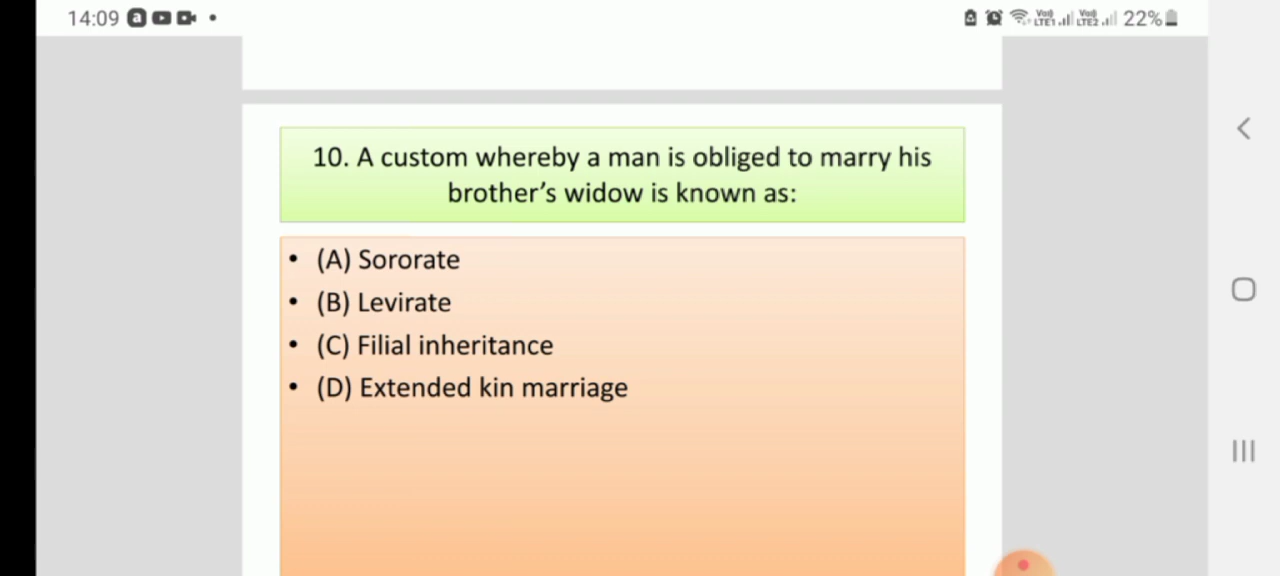 14:09
22%
10. A custom whereby a man is obliged to marry his
brother’s widow is known as:
• (A) Sororate
• (B) Levirate
• (C) Filial inheritance
• (D) Extended kin marriage